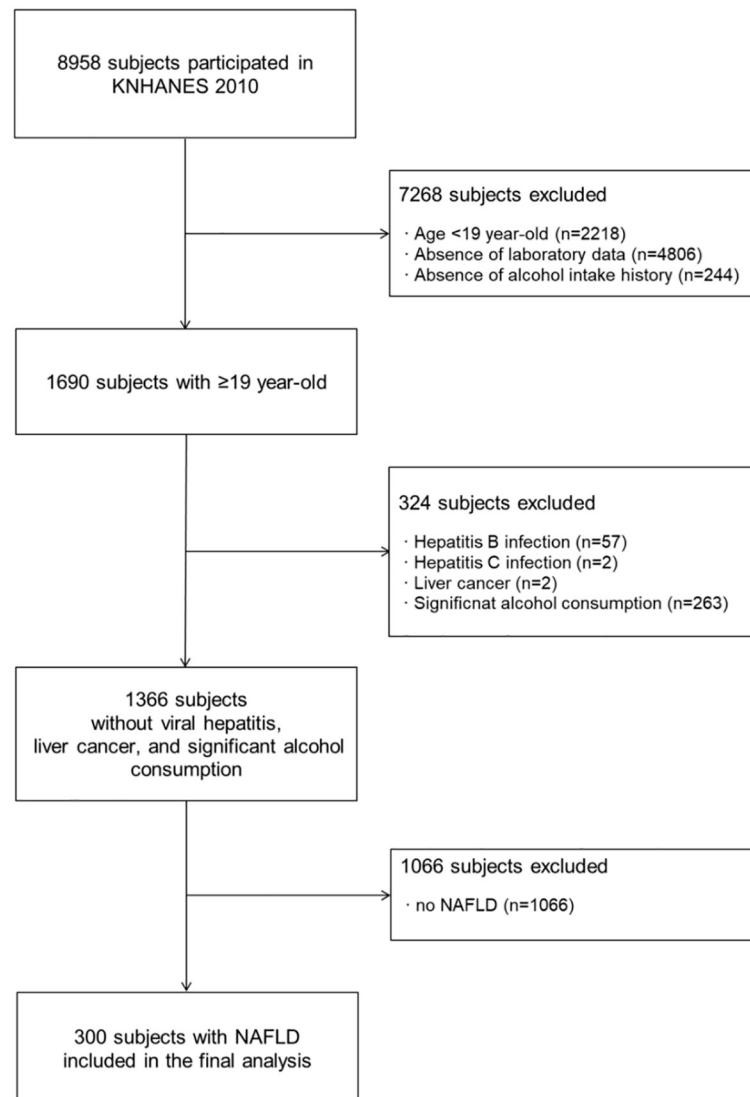 8958 subjects participated in
KNHANES 2010
7268 subjects excluded
· Age <19 year-old (n=2218)
· Absence of laboratory data (n=4806)
· Absence of alcohol intake history (n=244)
1690 subjects with ≥19 year-old
324 subjects excluded
· Hepatitis B infection (n=57)
· Hepatitis C infection (n=2)
· Liver cancer (n=2)
· Significnat alcohol consumption (n=263)
1366 subjects
without viral hepatitis,
liver cancer, and significant alcohol
consumption
1066 subjects excluded
· no NAFLD (n=1066)
300 subjects with NAFLD
included in the final analysis